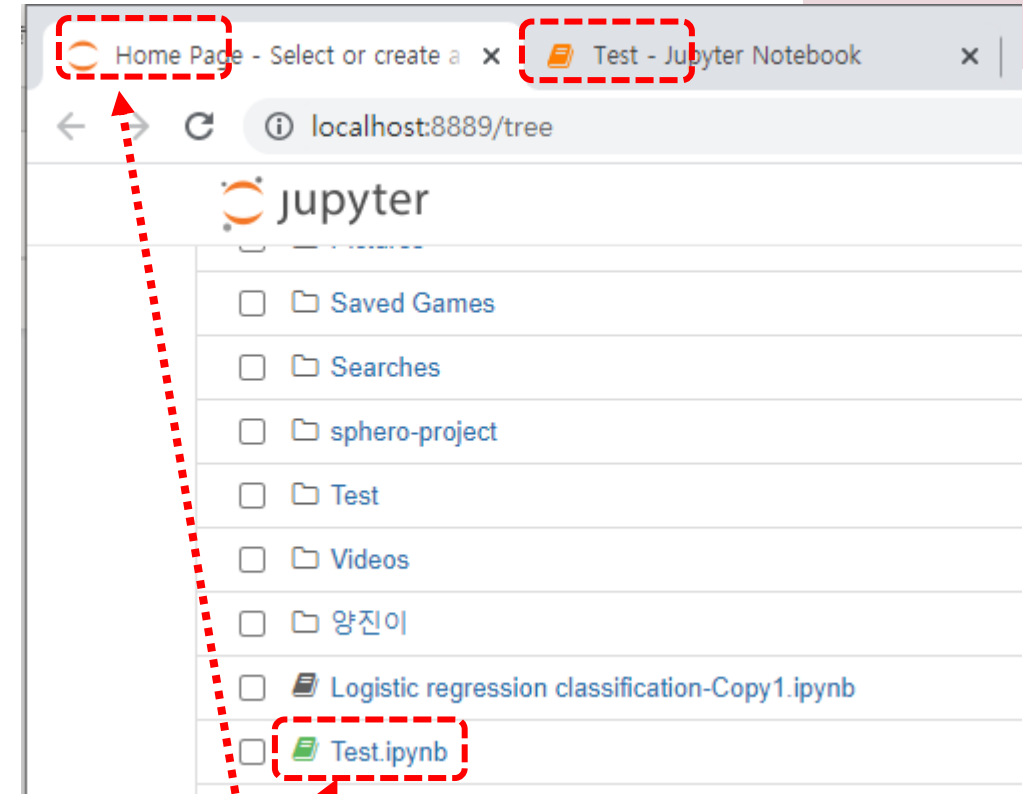 Home Page - Select or create a
Test - Jupyter Notebook
localhost:8889/tree
jupyter
Pictures
Saved Games
Searches
sphero-project
Test
Videos
양진이
Logistic regression classification-Copy1.ipynb
Test.ipynb